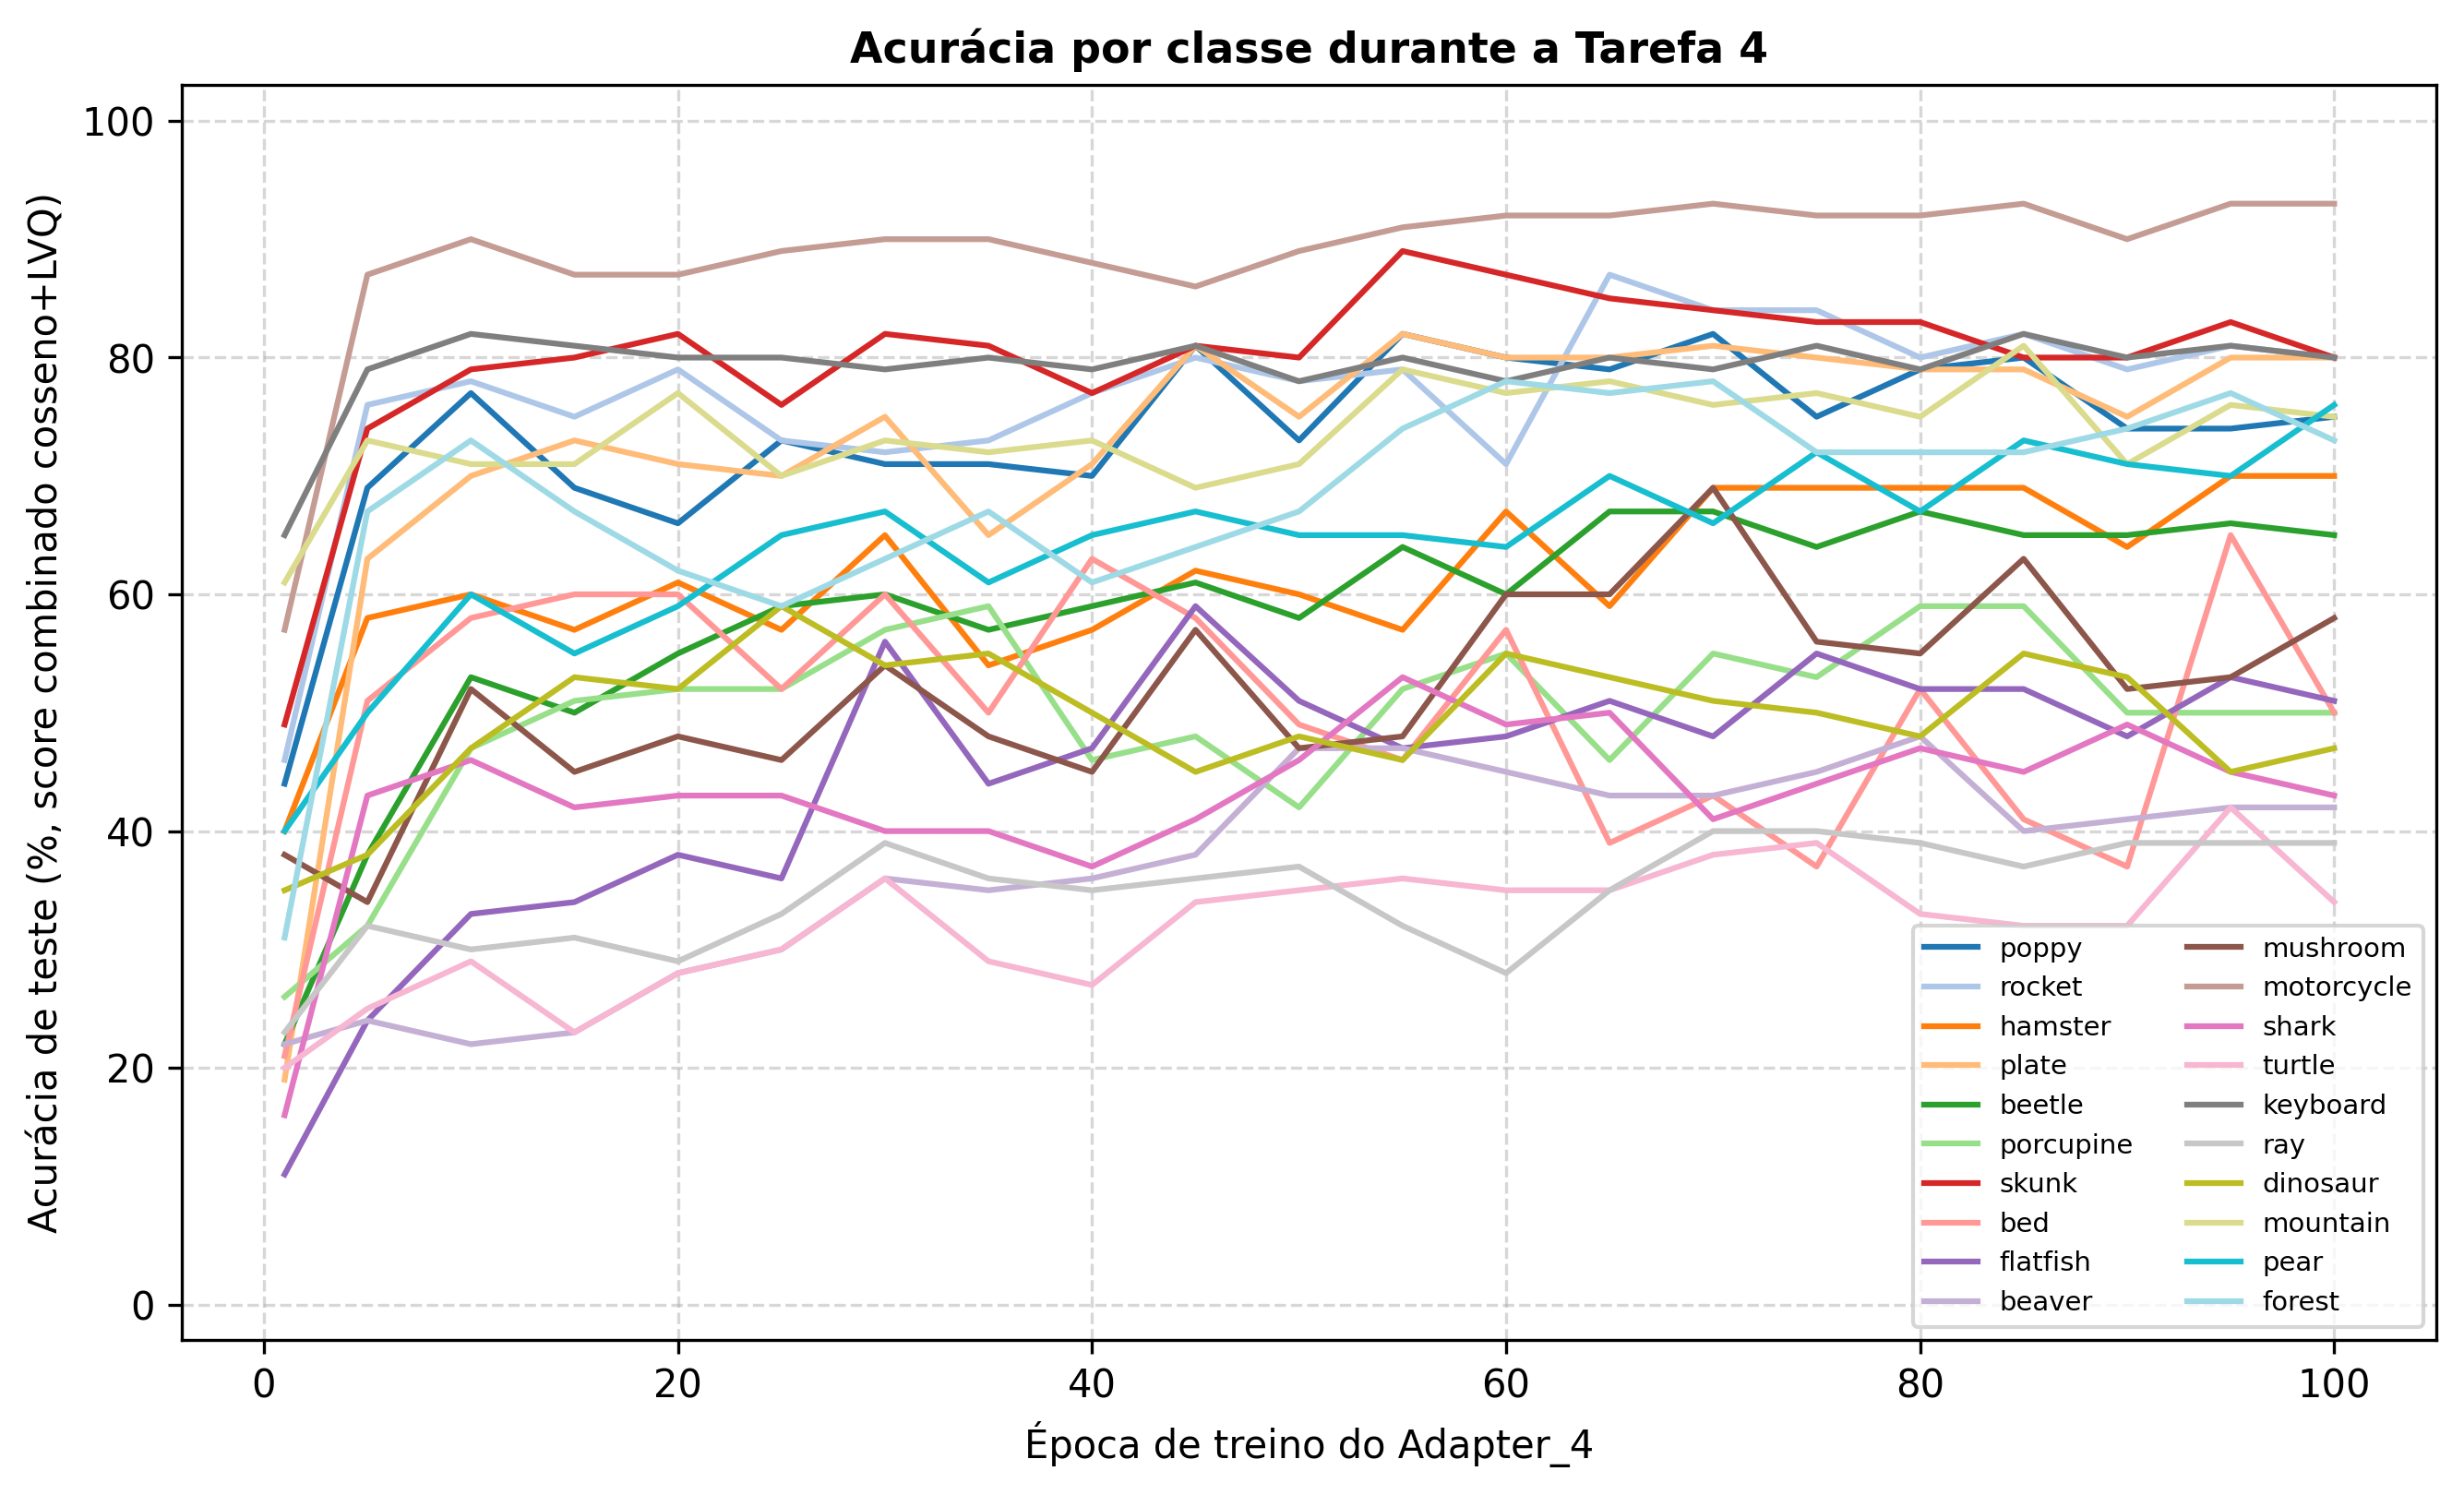 Acurácia por classe durante a Tarefa 4
Acurácia de teste (%, score combinado cosseno+LVQ)
100
80
60
40
20
0
0 20 40 60 80 100
Época de treino do Adapter_4
poppy
rocket
hamster
plate
beetle
porcupine
skunk
bed
flatfish
beaver
mushroom
motorcycle
shark
turtle
keyboard
ray
dinosaur
mountain
pear
forest